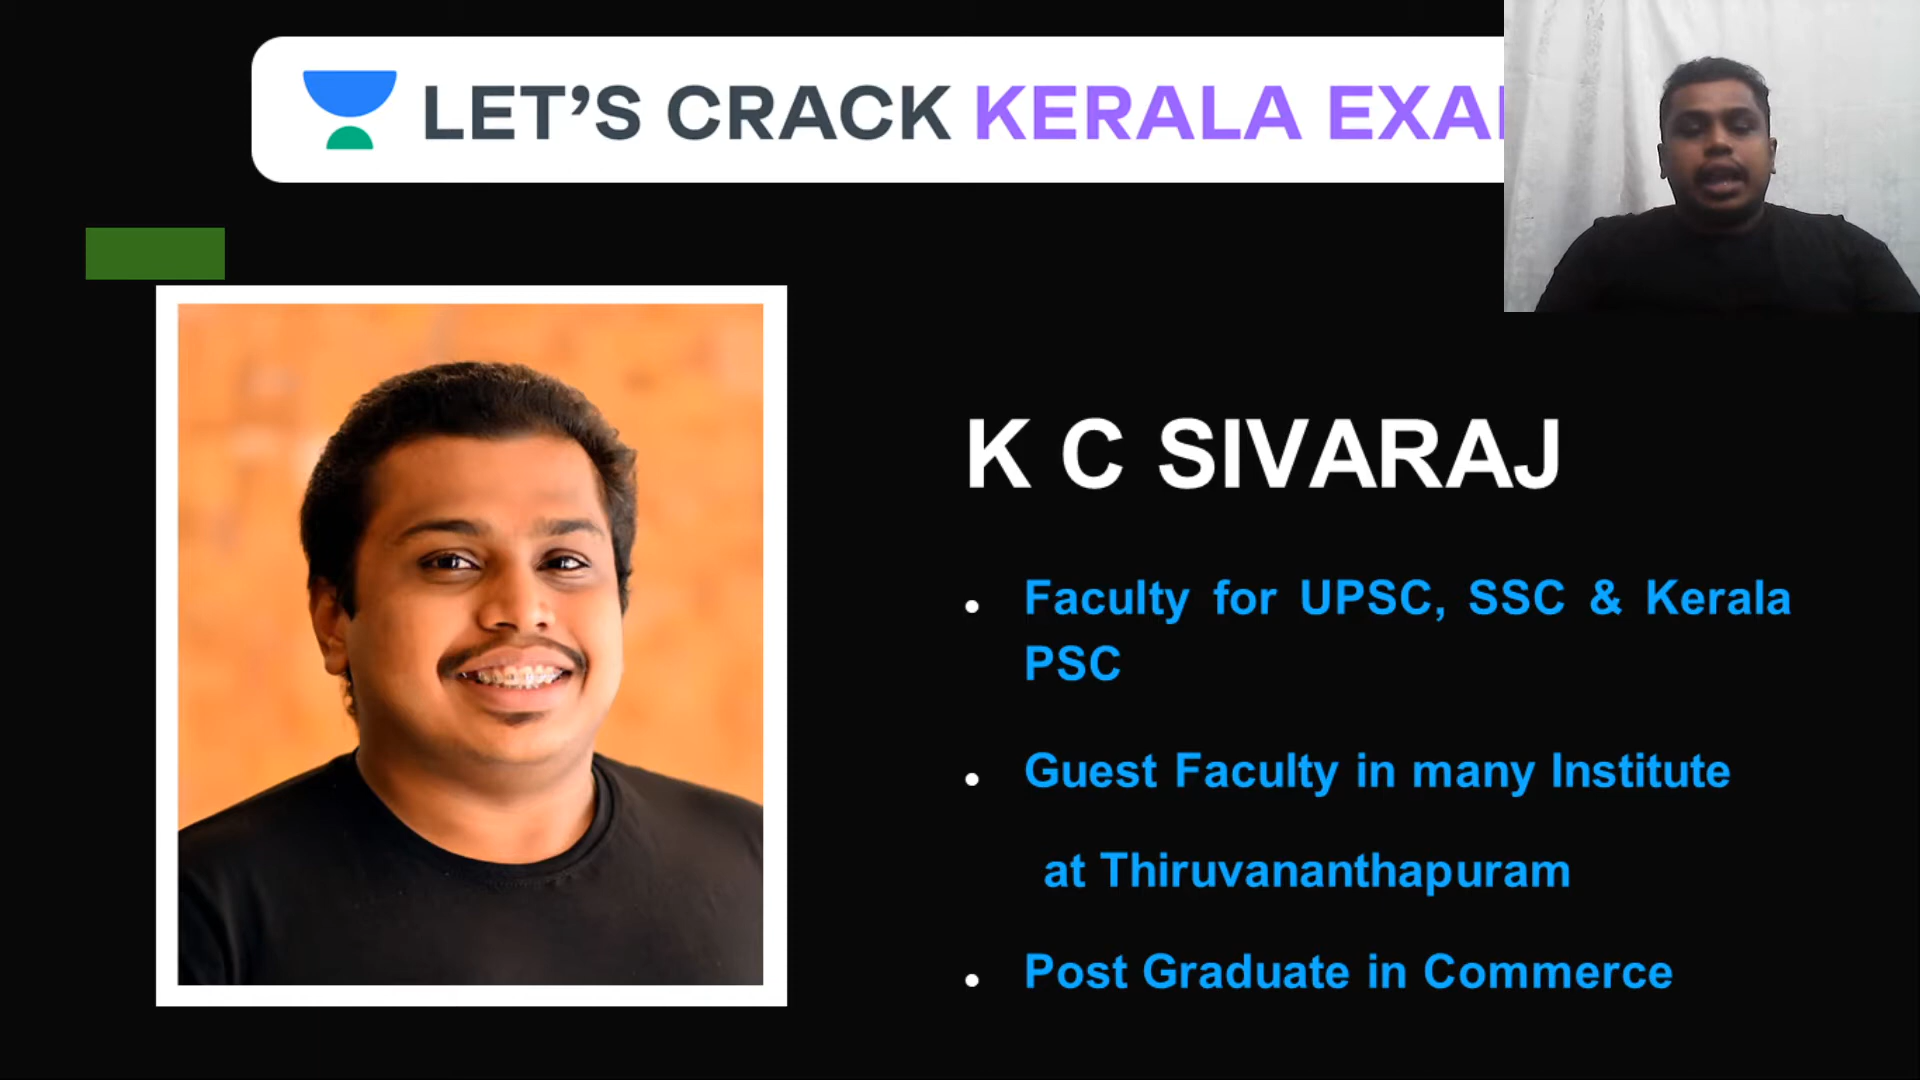 LET’S CRACK KERALA EXA
K C SIVARAJ
Faculty for UPSC, SSC & Kerala
PSC
Guest Faculty in many Institute
at Thiruvananthapuram
Post Graduate in Commerce